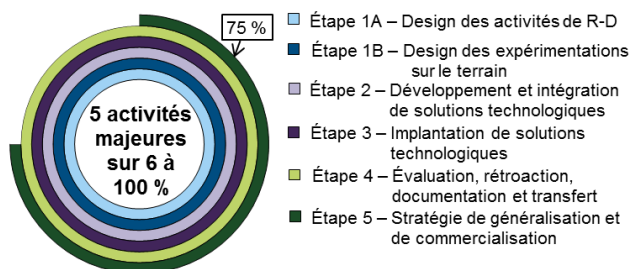 75 %
5 activités
majeures
sur 6 à
100 %
Étape 1A – Design des activités de R-D
Étape 1B – Design des expérimentations
sur le terrain
Étape 2 – Développement et intégration
de solutions technologiques
Étape 3 – Implantation de solutions
technologiques
Étape 4 – Évaluation, rétroaction,
documentation et transfert
Étape 5 – Stratégie de généralisation et
de commercialisation